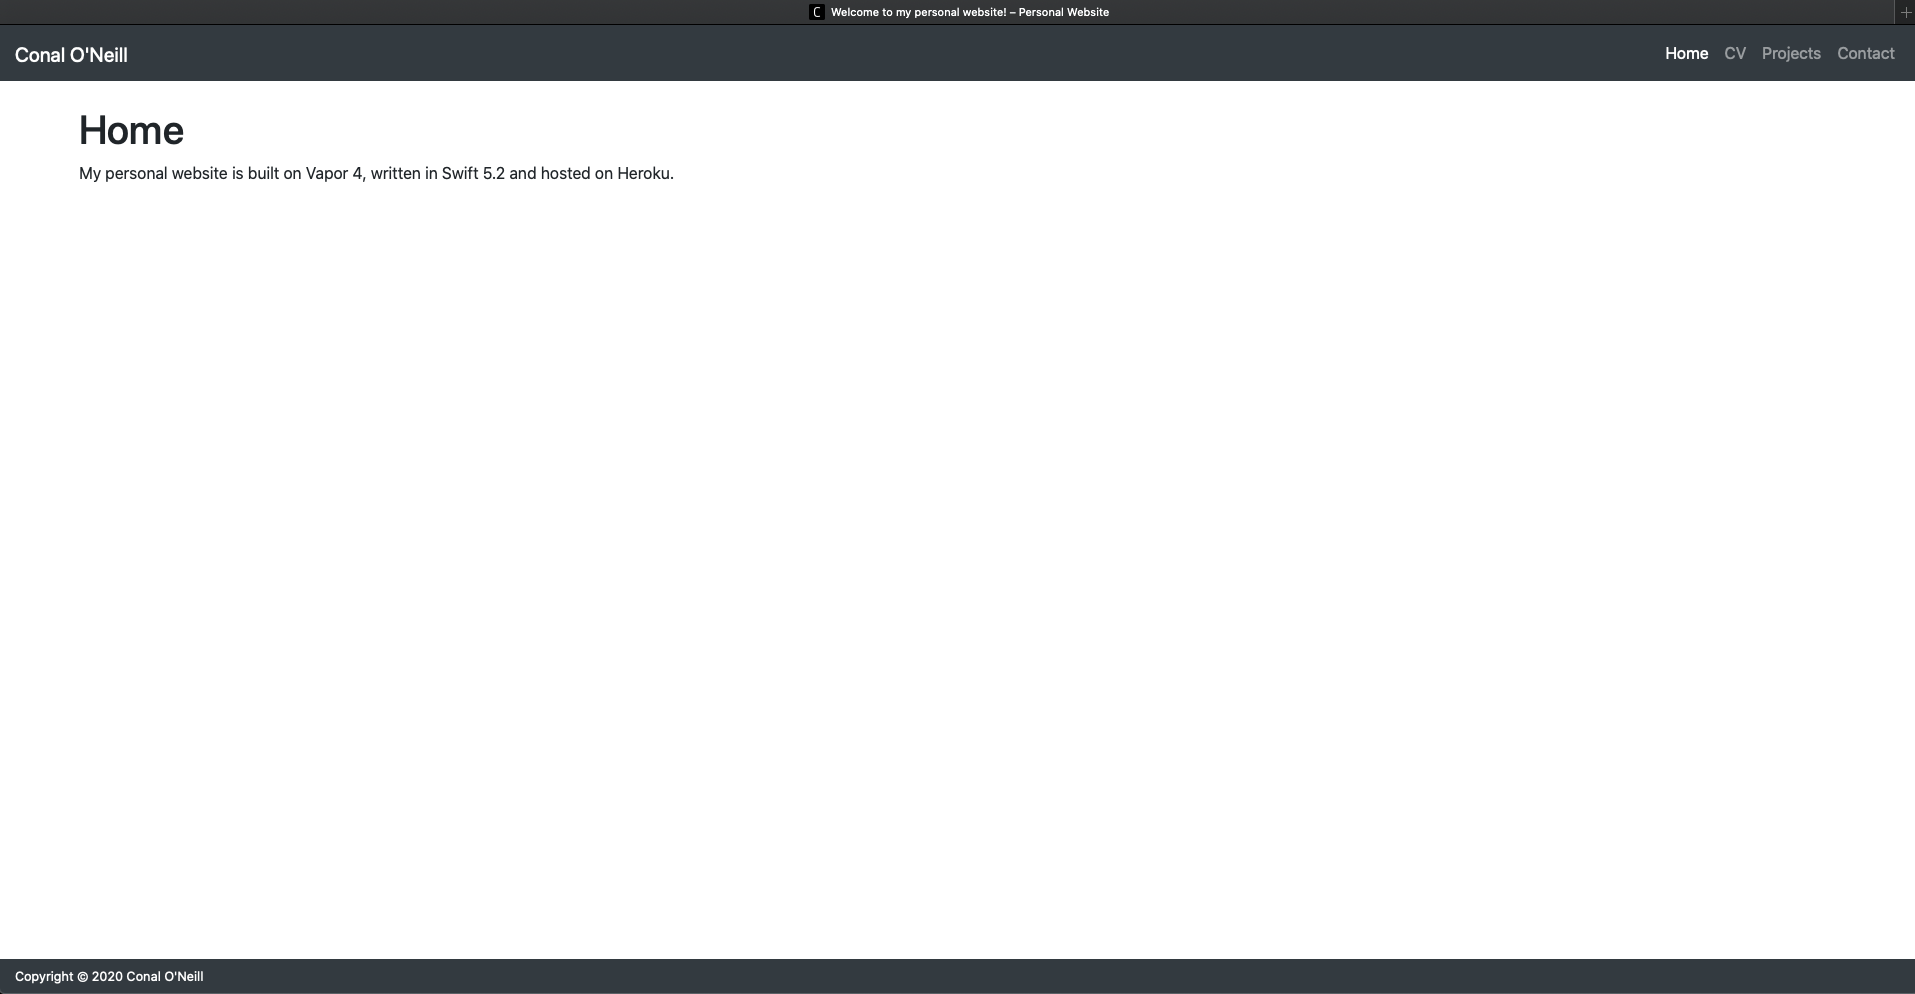 C Welcome to my personal website! – Personal Website
Conal O'Neill
Home CV Projects Contact
Home
My personal website is built on Vapor 4, written in Swift 5.2 and hosted on Heroku.
Copyright © 2020 Conal O'Neill